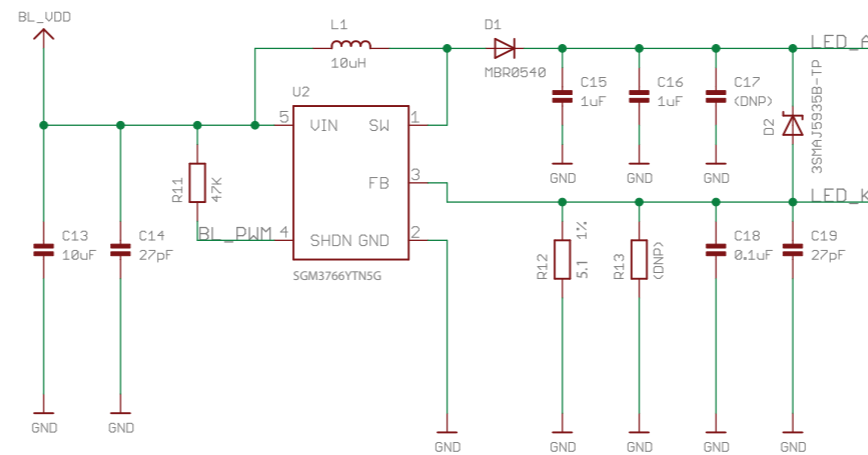 BL_VDD
L1
10uH
D1
MBR0540
LED_A
C15
1uF
C16
1uF
C17
(DNP)
D2
3SMAJ5935B-TP
U2
5
VIN
SW
1
FB
3
R11
47K
BL_PWM
4
SHDN
GND
2
SGM3766YTN5G
GND
GND
GND
LED_K
C13
10uF
C14
27pF
R12
5.1
1%
R13
(DNP)
C18
0.1uF
C19
27pF
GND
GND
GND
GND
GND
GND
GND